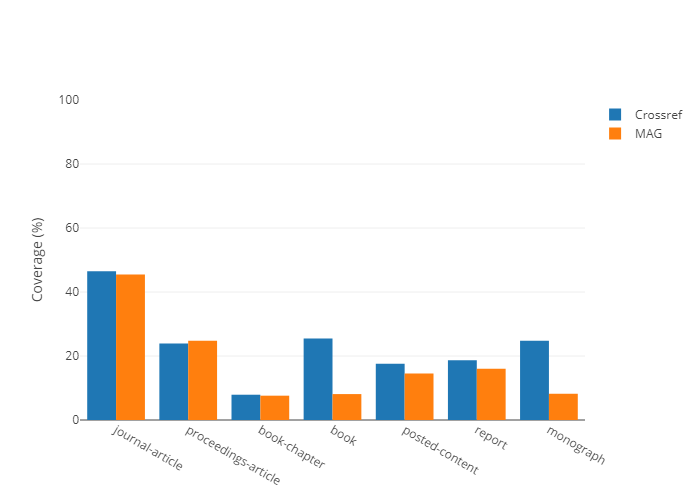 100
80
60
40
20
0
Coverage (%)
journal-article
proceedings-article
book-chapter
book
posted-content
report
monograph
Crossref
MAG